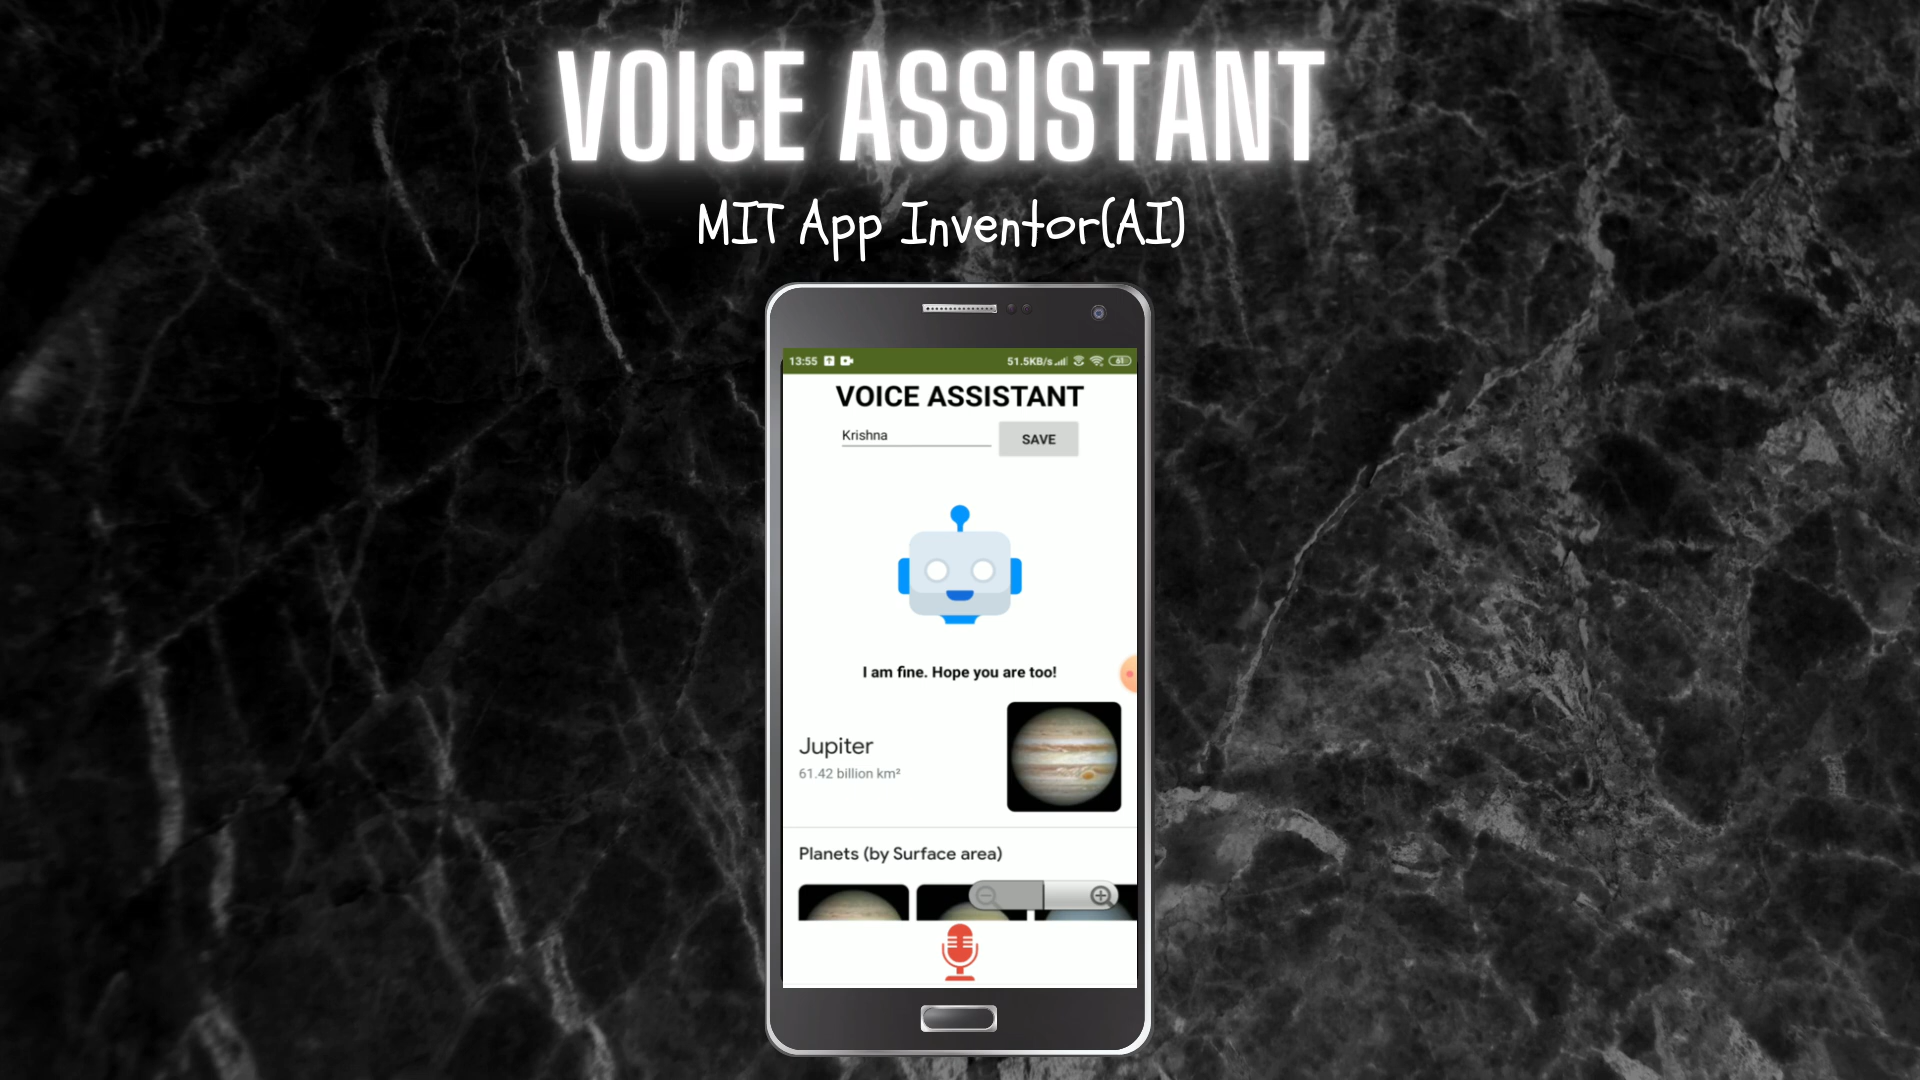 VOICE ASSISTANT
MIT App Inventor(AI)
13:55 51.5KB/s 61
VOICE ASSISTANT
Krishna SAVE
I am fine. Hope you are too!
Jupiter
61.42 billion km²
Planets (by Surface area)